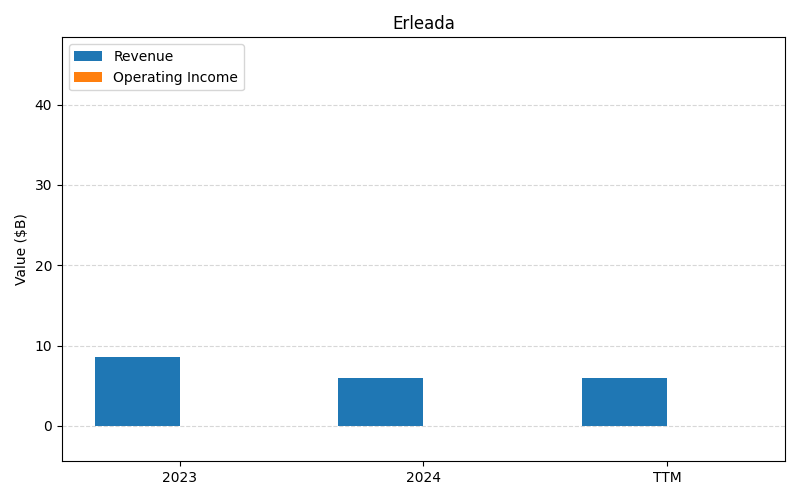 Erleada
Revenue
Operating Income
Value ($B)
40
30
20
10
0
2023
2024
TTM